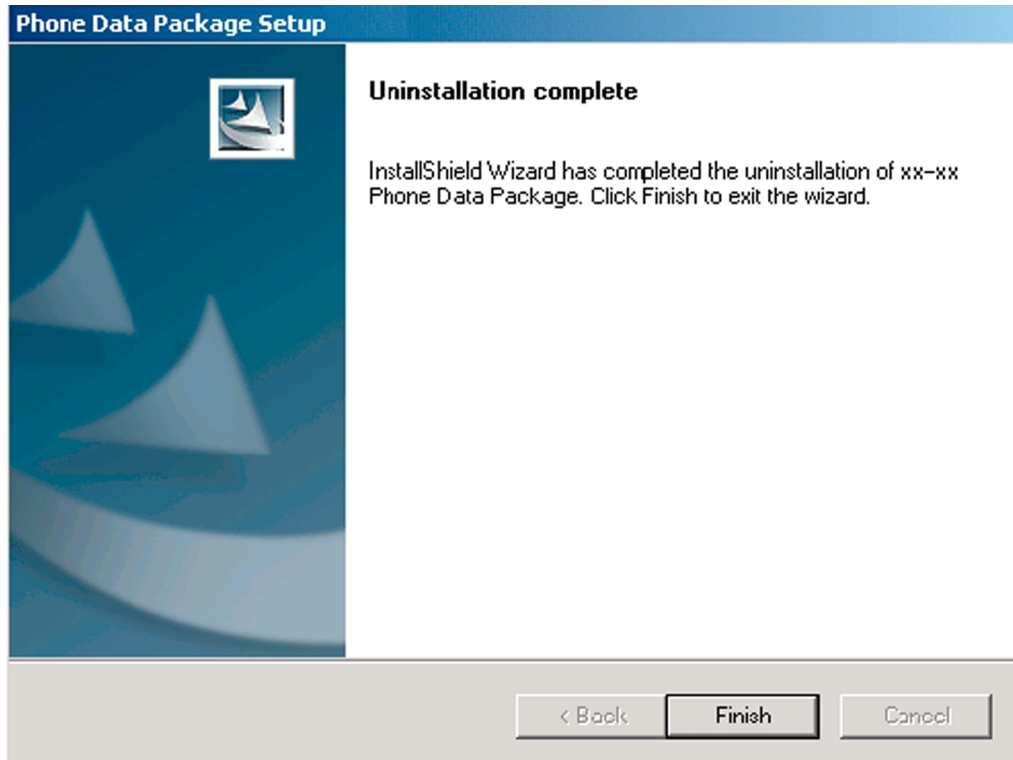 Phone Data Package Setup
Uninstallation complete
InstallShield Wizard has completed the uninstallation of xx-xx
Phone Data Package. Click Finish to exit the wizard.
< Back
Finish
Cancel